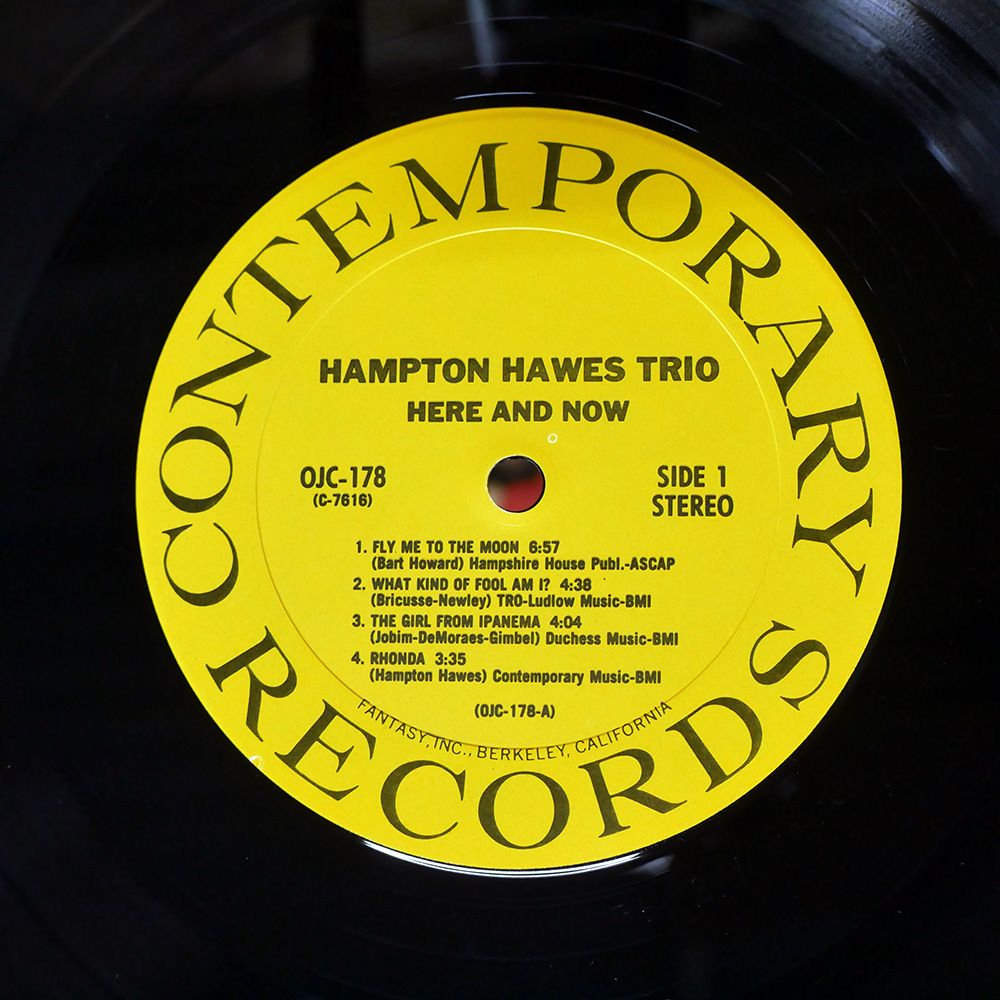 CONTEMPORARY
HAMPTON HAWES TRIO
HERE AND NOW
OJC-178
(C-7616)
SIDE 1
STEREO
1. FLY ME TO THE MOON 6:57
(Bart Howard) Hampshire House Publ.-ASCAP
2. WHAT KIND OF FOOL AM I? 4:38
(Bricusse-Newley) TRO-Ludlow Music-BMI
3. THE GIRL FROM IPANEMA 4:04
(Jobim-DeMoraes-Gimbel) Duchess Music-BMI
4. RHONDA 3:35
(Hampton Hawes) Contemporary Music-BMI
(OJC-178-A)
FANTASY, INC., BERKELEY, CALIFORNIA
RECORDS